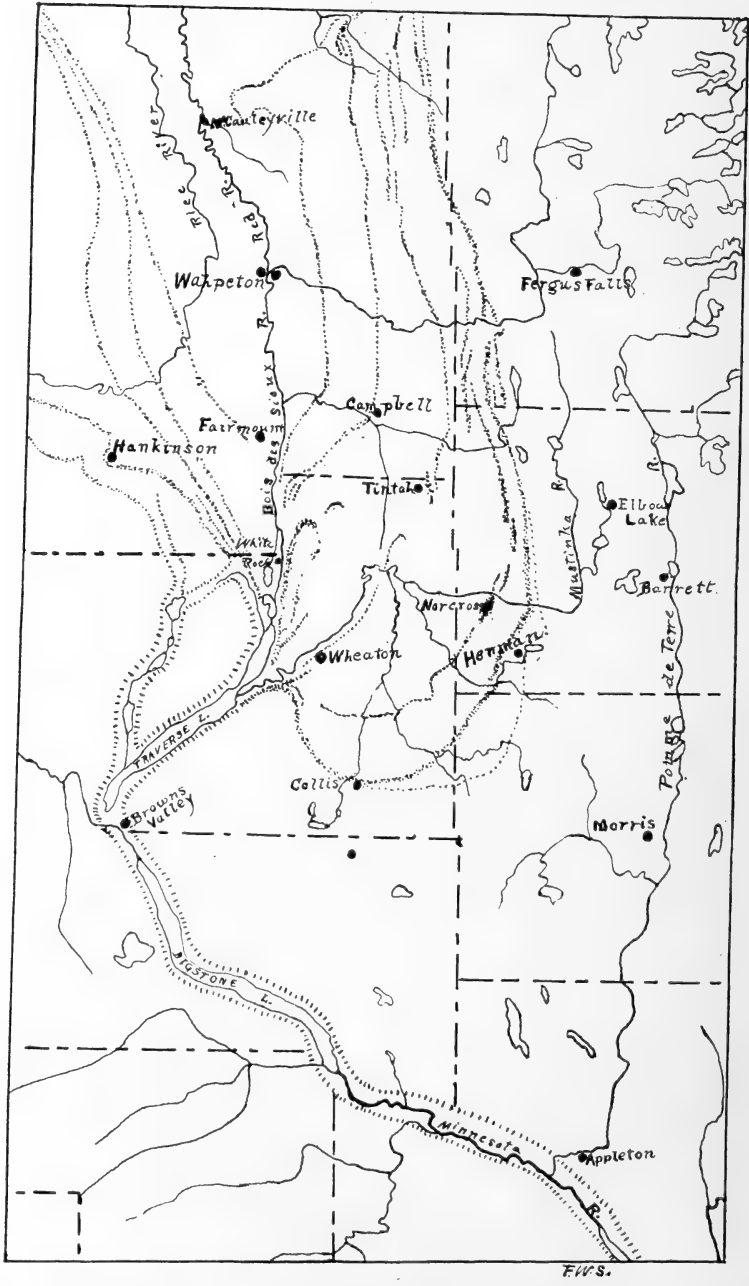 McCauleyville
Rice River
Red R.
Wahpeton
Fergus Falls
Bois des Sioux R.
Campbell
Fairmount
Hankinson
Tintah
Mustinka R.
Elbow
Lake
White
Rock
Barrett.
Norcross
Wheaton
Herman
Pomme de Terre R.
TRAVERSE L.
Collis
Browns
Valley
Morris
BIGSTONE L.
Minnesota R.
Appleton
F.W.S.